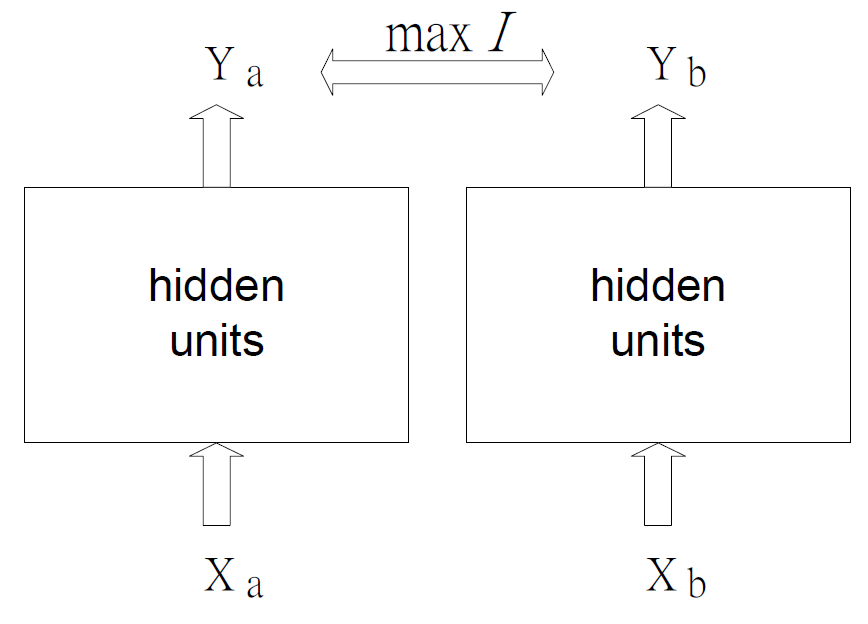 max I
Y a
Y b
hidden
units
hidden
units
X a
X b